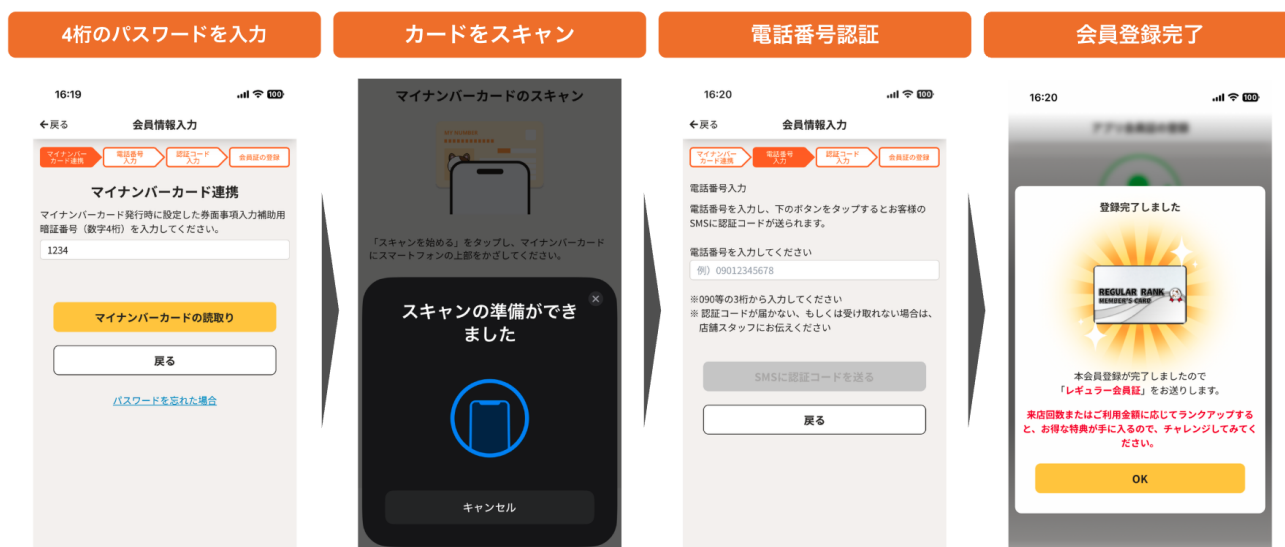 4桁のパスワードを入力
カードをスキャン
電話番号認証
会員登録完了
16:19
100
←戻る
会員情報入力
マイナンバー
カード連携
電話番号
入力
認証コード
入力
会員証の登録
マイナンバーカード連携
マイナンバーカード発行時に設定した券面事項入力補助用
暗証番号（数字4桁）を入力してください。
1234
マイナンバーカードの読取り
戻る
パスワードを忘れた場合
マイナンバーカードのスキャン
MY NUMBER
「スキャンを始める」をタップし、マイナンバーカード
にスマートフォンの上部をかざしてください。
スキャンの準備ができ
ました
キャンセル
16:20
100
←戻る
会員情報入力
マイナンバー
カード連携
電話番号
入力
認証コード
入力
会員証の登録
電話番号入力
電話番号を入力し、下のボタンをタップするとお客様の
SMSに認証コードが送られます。
電話番号を入力してください
例）09012345678
※090等の3桁から入力してください
※ 認証コードが届かない、もしくは受け取れない場合は、
店舗スタッフにお伝えください
SMSに認証コードを送る
戻る
16:20
100
アプリ会員証の登録
登録完了しました
REGULAR RANK
MEMBER'S CARD
本会員登録が完了しましたので
「レギュラー会員証」をお送りします。
来店回数またはご利用金額に応じてランクアップする
と、お得な特典が手に入るので、チャレンジしてみてく
ださい。
OK